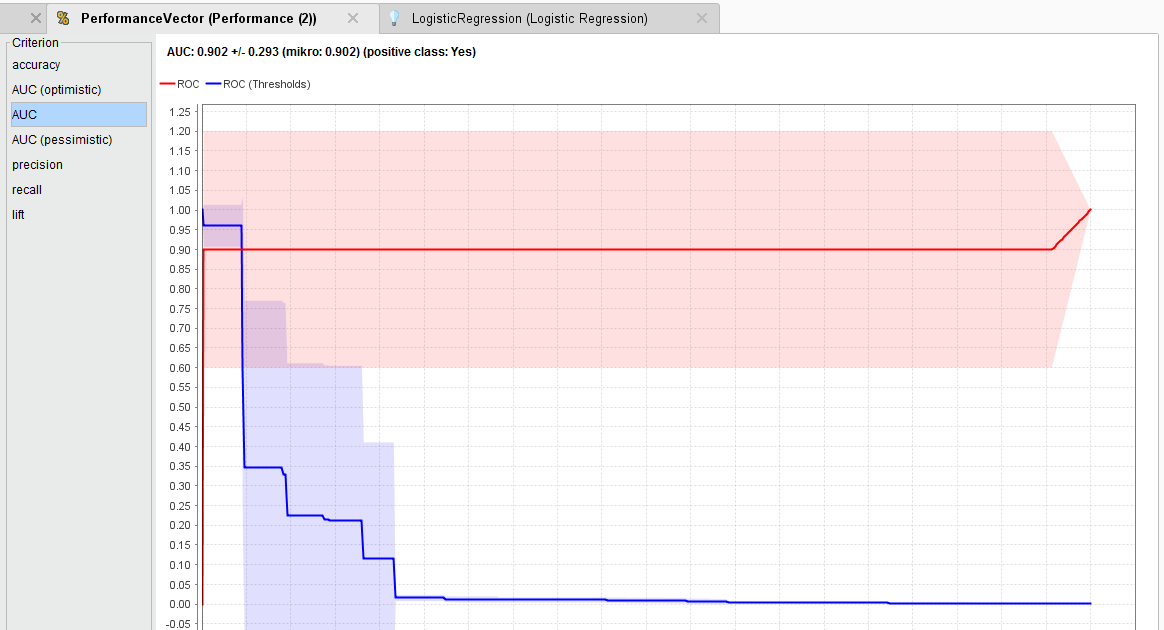 PerformanceVector (Performance (2))
LogisticRegression (Logistic Regression)
Criterion
accuracy
AUC (optimistic)
AUC
AUC (pessimistic)
precision
recall
lift
AUC: 0.902 +/- 0.293 (mikro: 0.902) (positive class: Yes)
ROC ROC (Thresholds)
1.25
1.20
1.15
1.10
1.05
1.00
0.95
0.90
0.85
0.80
0.75
0.70
0.65
0.60
0.55
0.50
0.45
0.40
0.35
0.30
0.25
0.20
0.15
0.10
0.05
0.00
-0.05